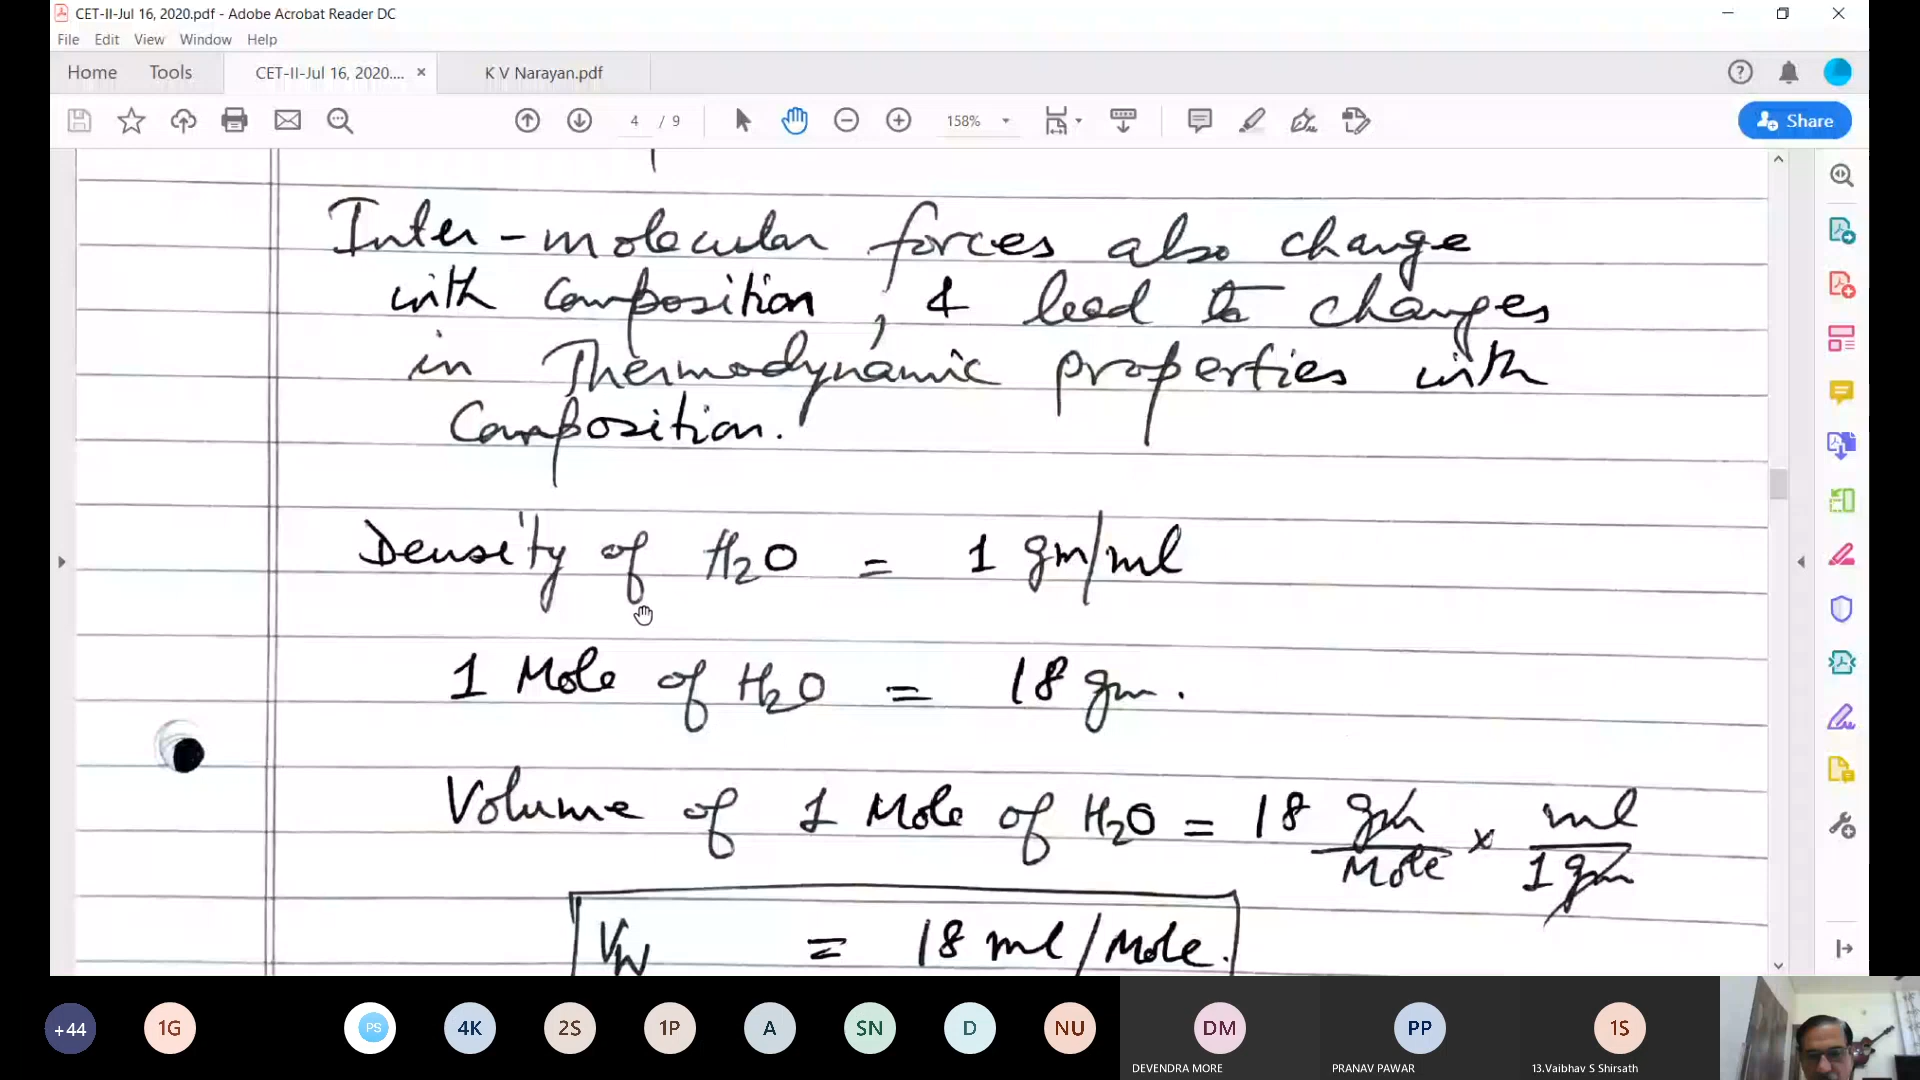 CET-II-Jul 16, 2020.pdf - Adobe Acrobat Reader DC
File Edit View Window Help
Home Tools CET-II-Jul 16, 2020.... × K V Narayan.pdf
4 / 9 158% Share
Inter-molecular forces also change
with composition, & lead to changes
in Thermodynamic properties with
Composition.
Density of H2O = 1 gm/ml
1 Mole of H2O = 18 gm.
Volume of 1 Mole of H2O = 18 gm/Mole × ml/1 gm
Vw = 18 ml/Mole.
+44 1G PS 4K 2S 1P A SN D NU DM PP 1S
DEVENDRA MORE PRANAV PAWAR 13.Vaibhav S Shirsath